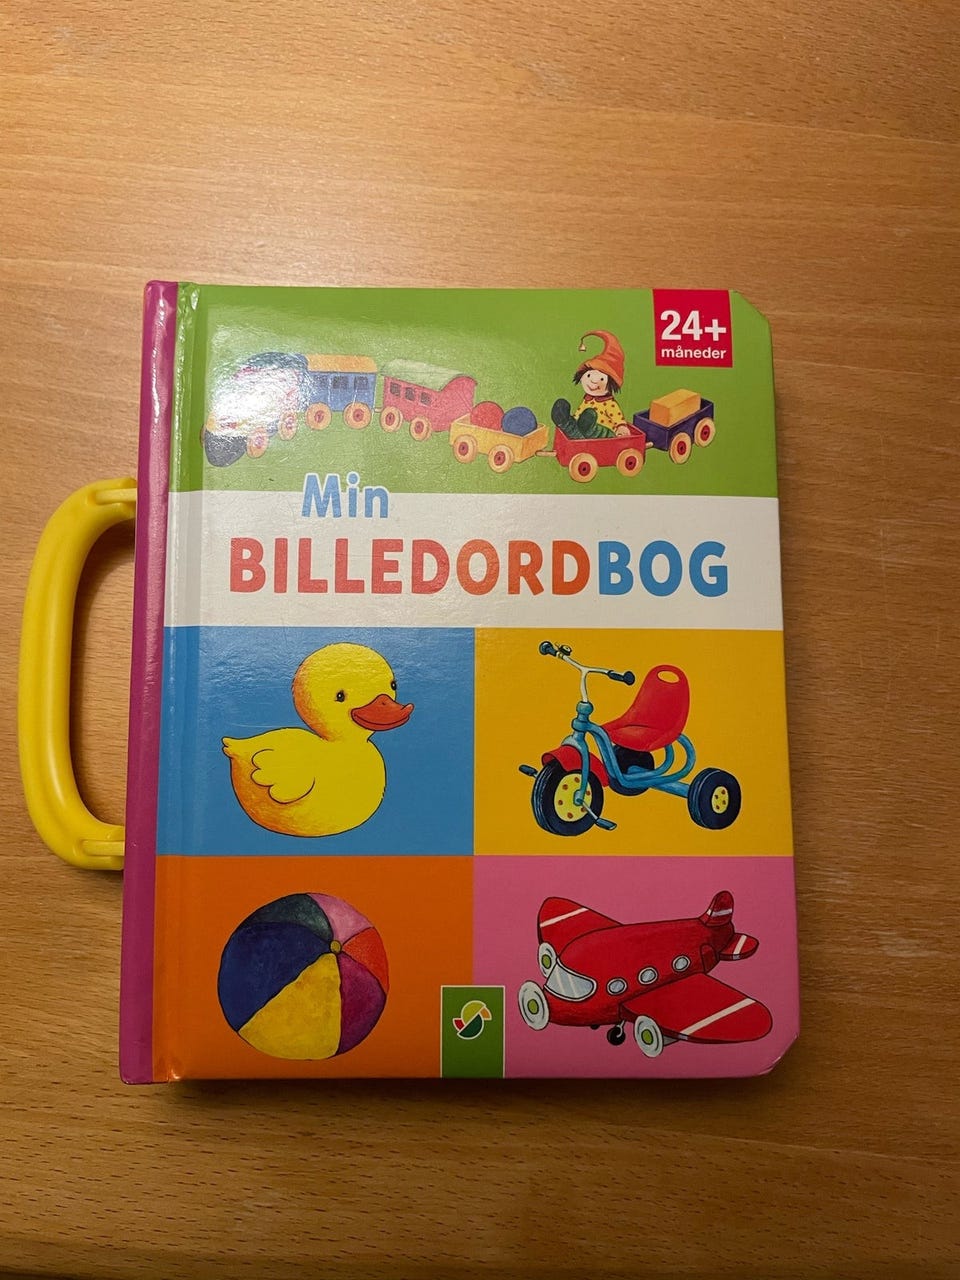 24+
måneder
Min
BILLEDORDBOG